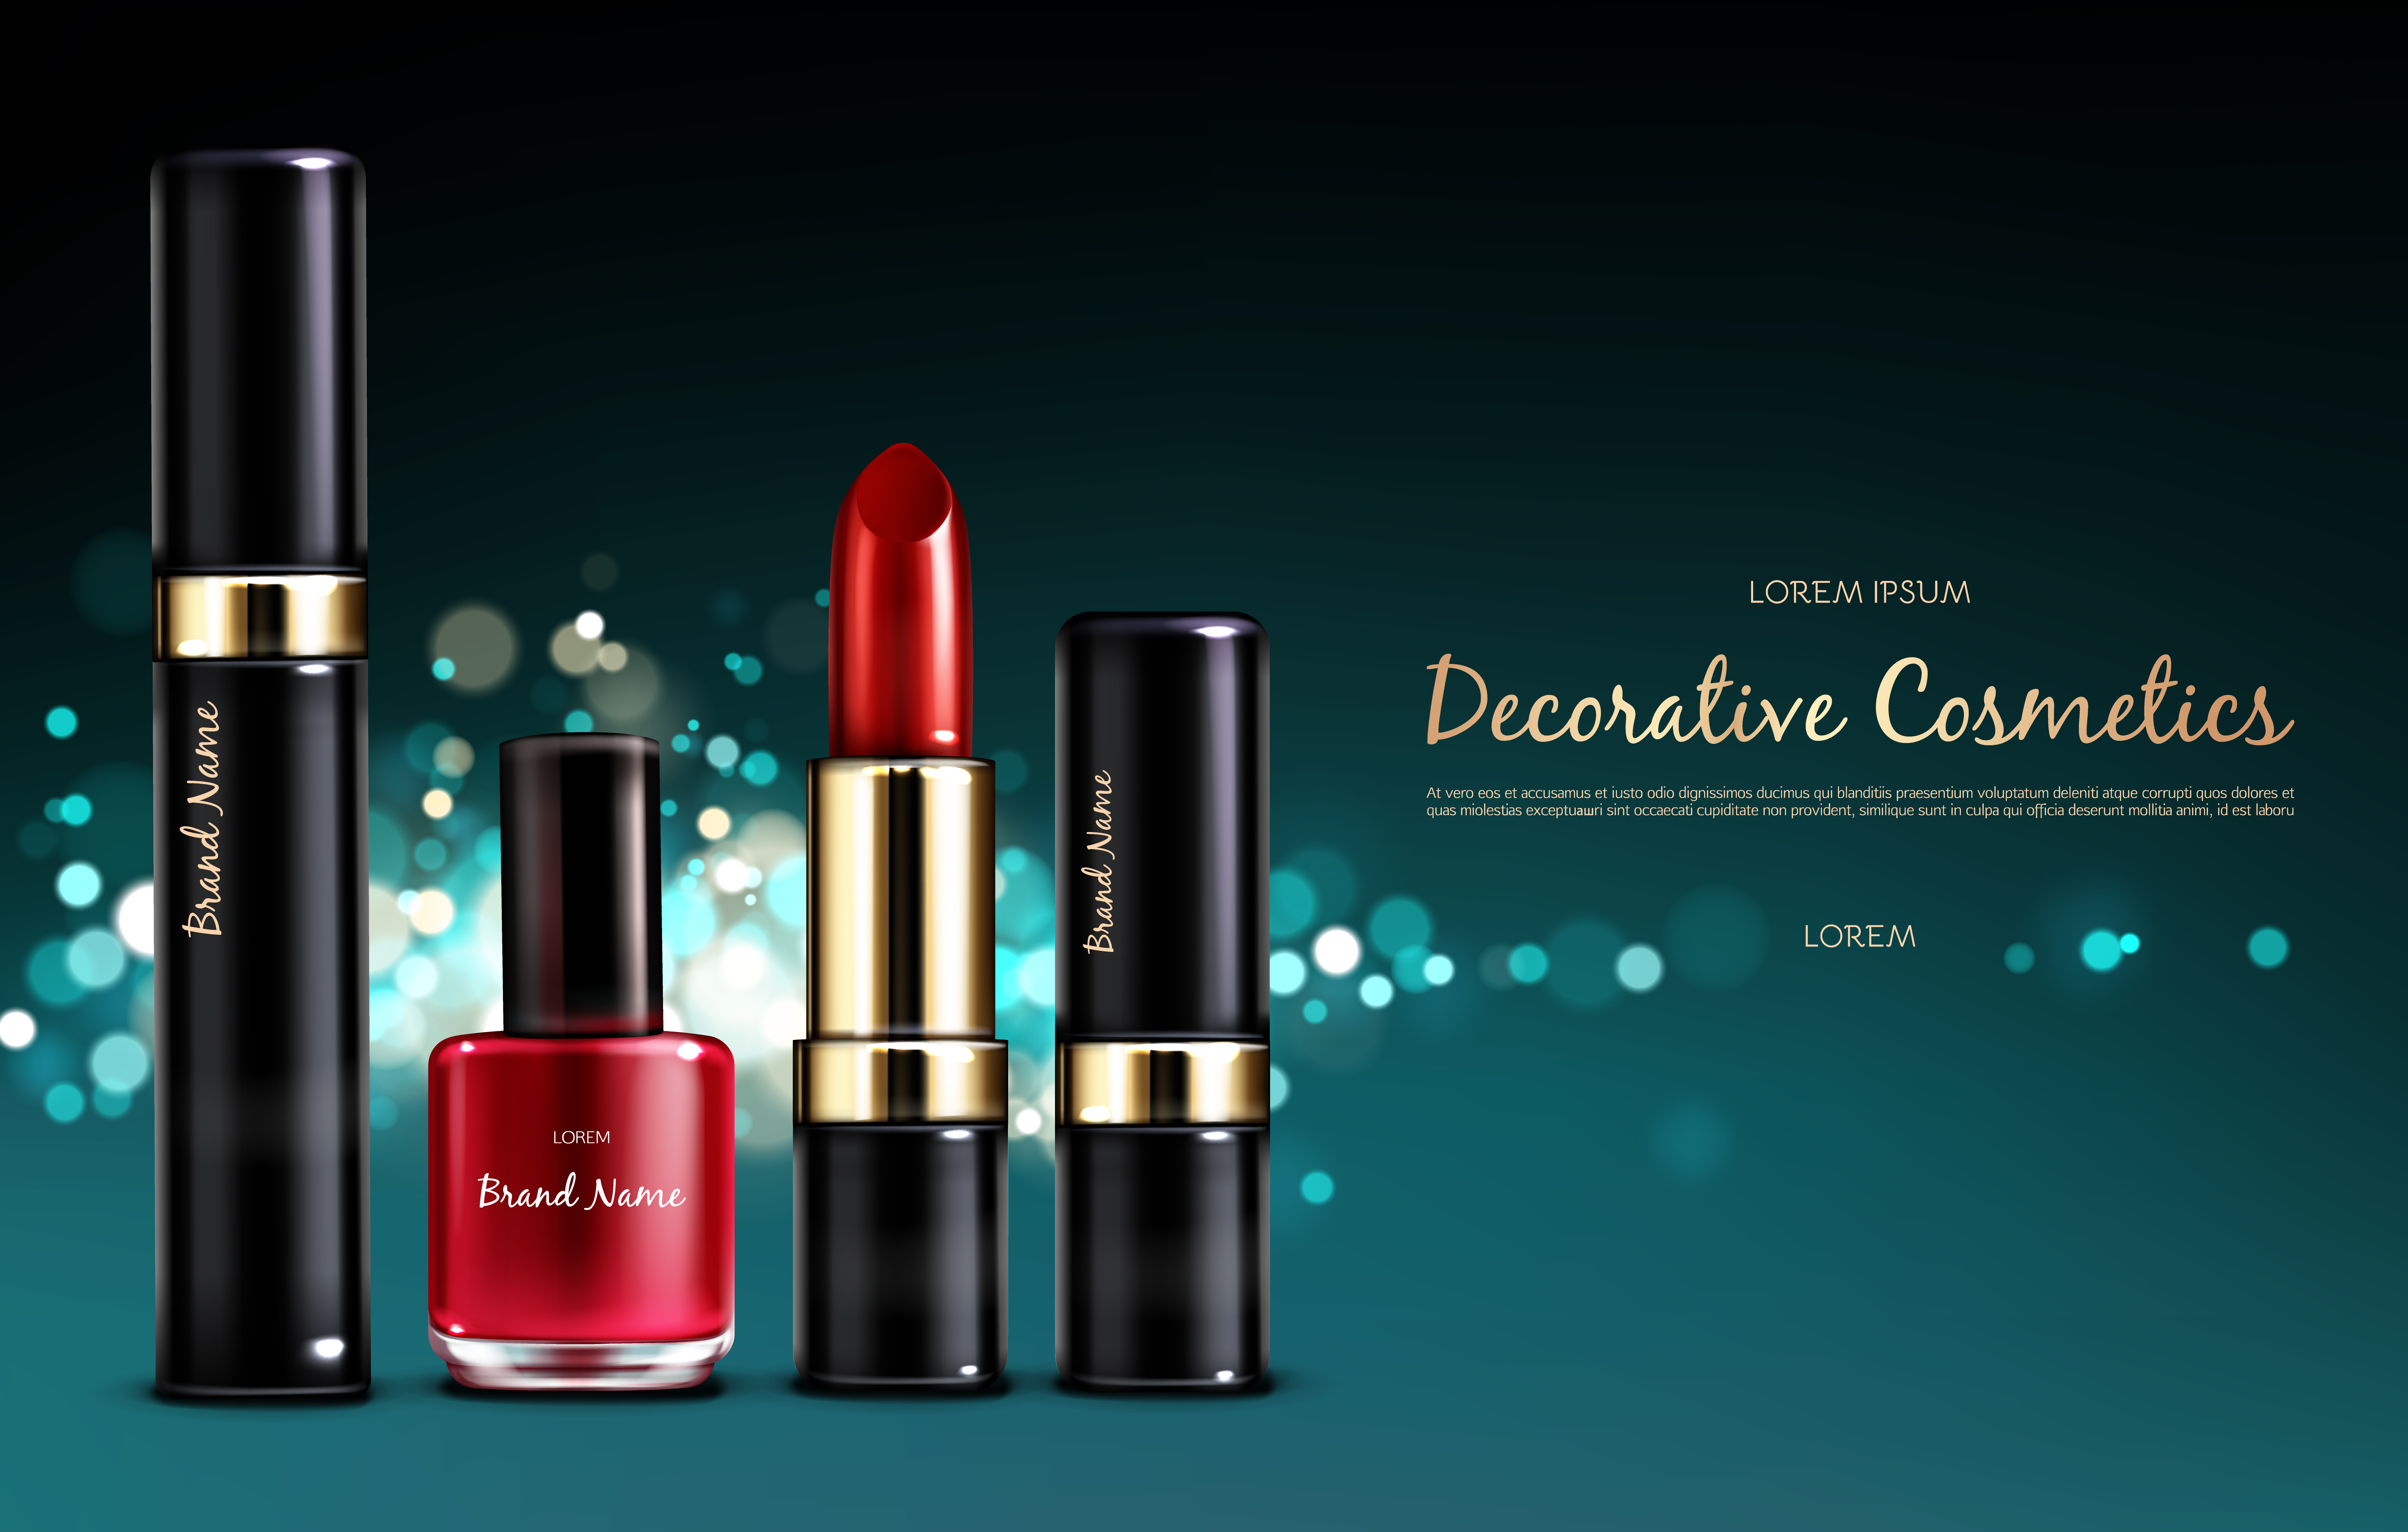 Brand Name
LOREM
Brand Name
Brand Name
LOREM IPSUM
Decorative Cosmetics
At vero eos et accusamus et iusto odio dignissimos ducimus qui blanditiis praesentium voluptatum deleniti atque corrupti quos dolores et
quas miolestias exceptuauri sint occaecati cupiditate non provident, similique sunt in culpa qui officia deserunt mollitia animi, id est laboru
LOREM